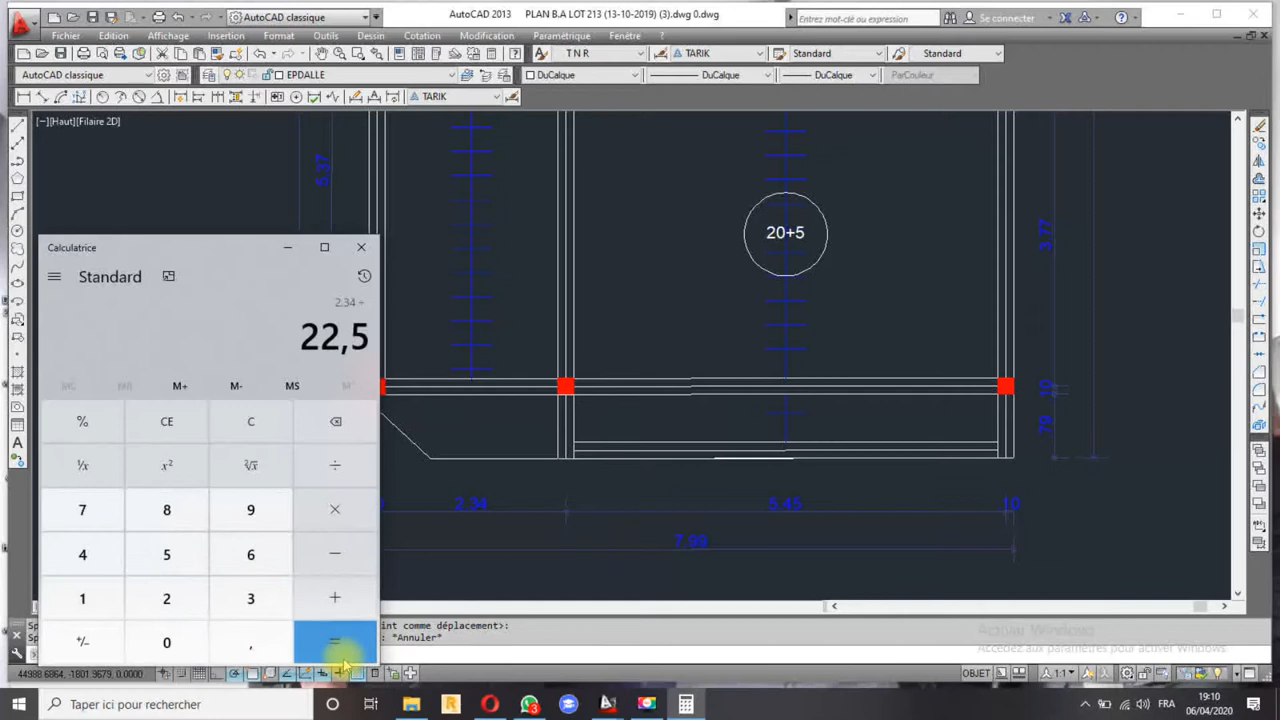 AutoCAD classique
AutoCAD 2013 PLAN B.A LOT 213 (13-10-2019) (3).dwg 0.dwg
Entrez mot-clé ou expression
Se connecter
Fichier Edition Affichage Insertion Format Outils Dessin Cotation Modification Paramétrique Express Fenêtre ?
T N R TARIK Standard Standard
AutoCAD classique EPDALLE DuCalque DuCalque DuCalque ParCouleur
TARIK
[−][Haut][Filaire 2D]
5.37
20+5
3.77
10
79
2.34 5.45 10
7.99
Calculatrice
Standard
2,34 ÷
22,5
MC MR M+ M- MS
% CE C
¹/x x² ²√x ÷
7 8 9 ×
4 5 6 −
1 2 3 +
+/− 0 , =
int comme déplacement>:
: *Annuler*
Activer Windows
Accédez aux paramètres pour activer Windows.
44998.6124, -1801.9679, 0.0000
OBJET
1:1
Taper ici pour rechercher
3
FRA
19:10
06/04/2020